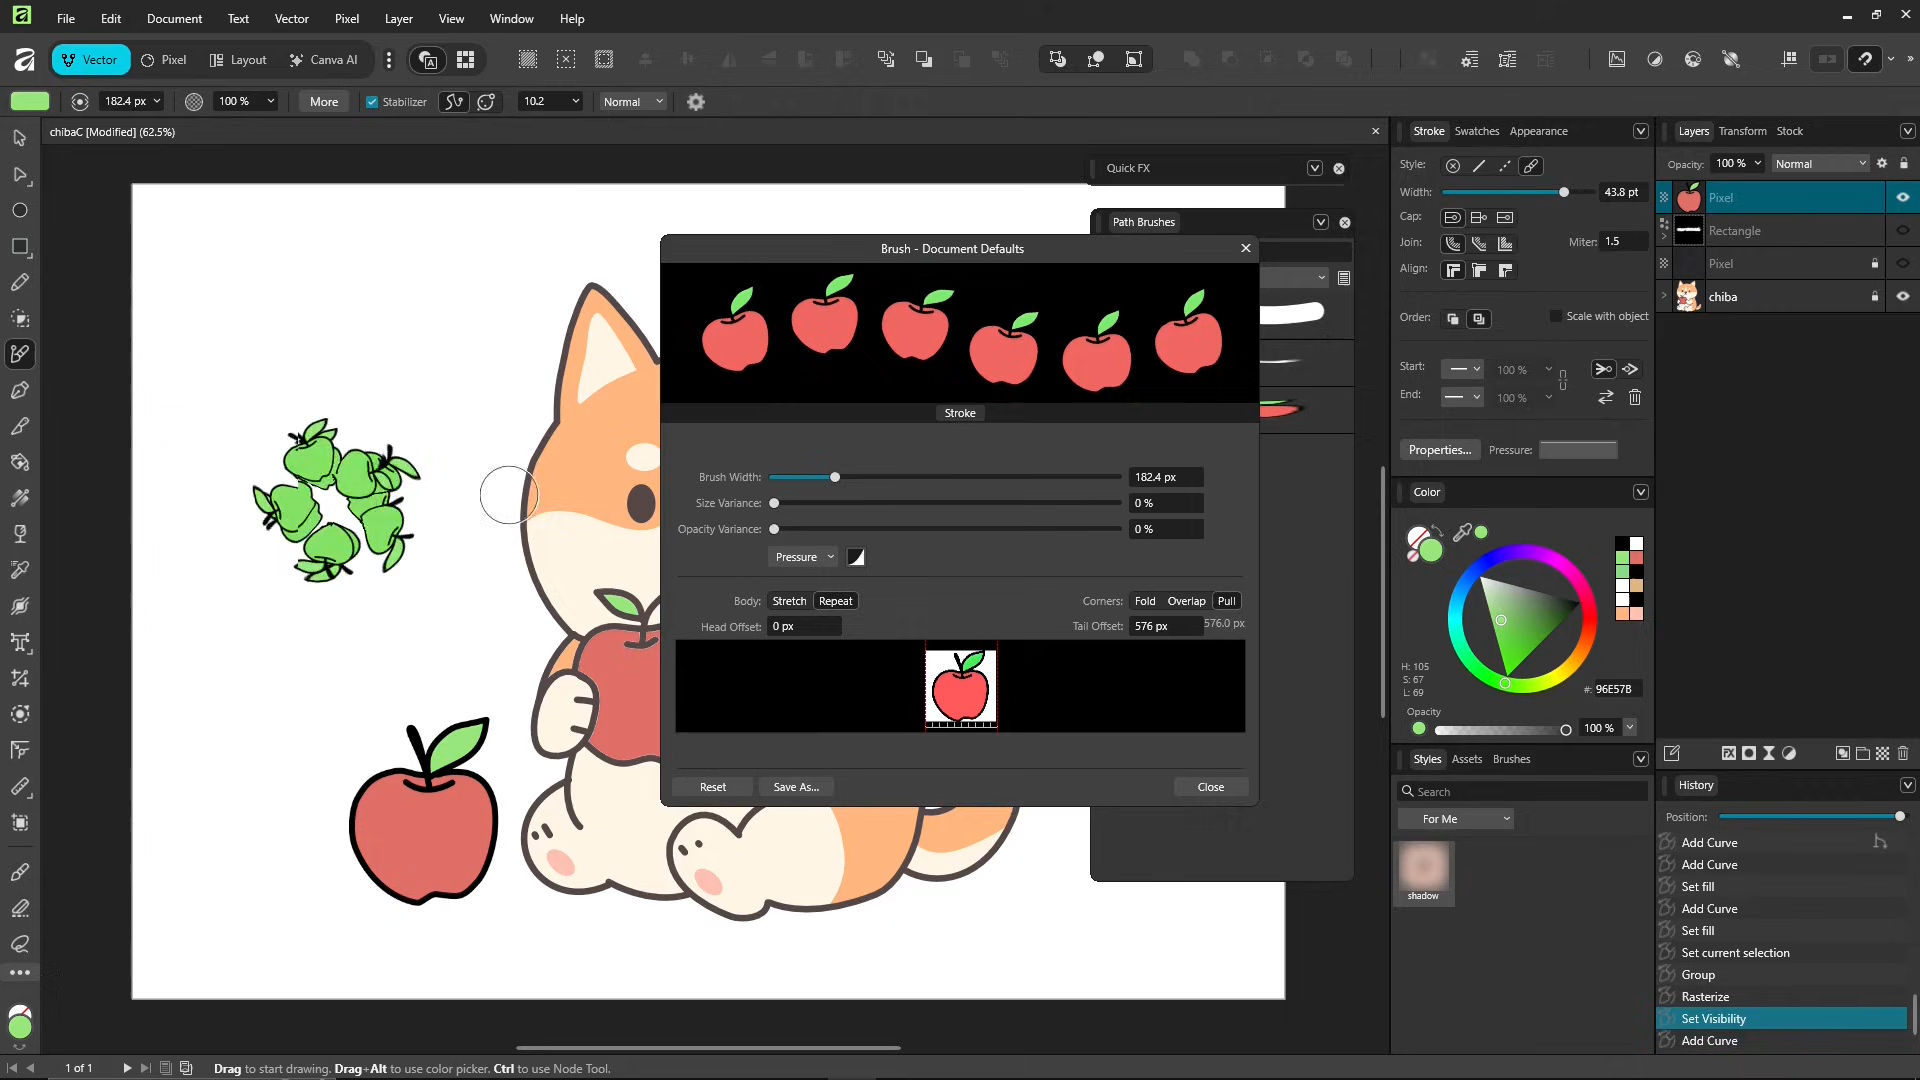 File Edit Document Text Vector Pixel Layer View Window Help
Vector Pixel Layout Canva AI
182.4 px 100 % More Stabilizer 10.2 Normal
chibaC [Modified] (62.5%)
Quick FX
Path Brushes
Brush - Document Defaults
Stroke
Brush Width: 182.4 px
Size Variance: 0 %
Opacity Variance: 0 %
Pressure
Body: Stretch Repeat Corners: Fold Overlap Pull
Head Offset: 0 px Tail Offset: 576 px 576.0 px
Reset Save As... Close
Stroke Swatches Appearance
Style:
Width: 43.8 pt
Cap:
Join: Miter: 1.5
Align:
Order: Scale with object
Start: 100 %
End: 100 %
Properties... Pressure:
Color
H: 105
S: 67
L: 69
#: 96E57B
Opacity
100 %
Styles Assets Brushes
Search
For Me
shadow
Layers Transform Stock
Opacity: 100 % Normal
Pixel
Rectangle
Pixel
chiba
History
Position:
Add Curve
Add Curve
Set fill
Add Curve
Set fill
Set current selection
Group
Rasterize
Set Visibility
Add Curve
1 of 1 Drag to start drawing. Drag+Alt to use color picker. Ctrl to use Node Tool.